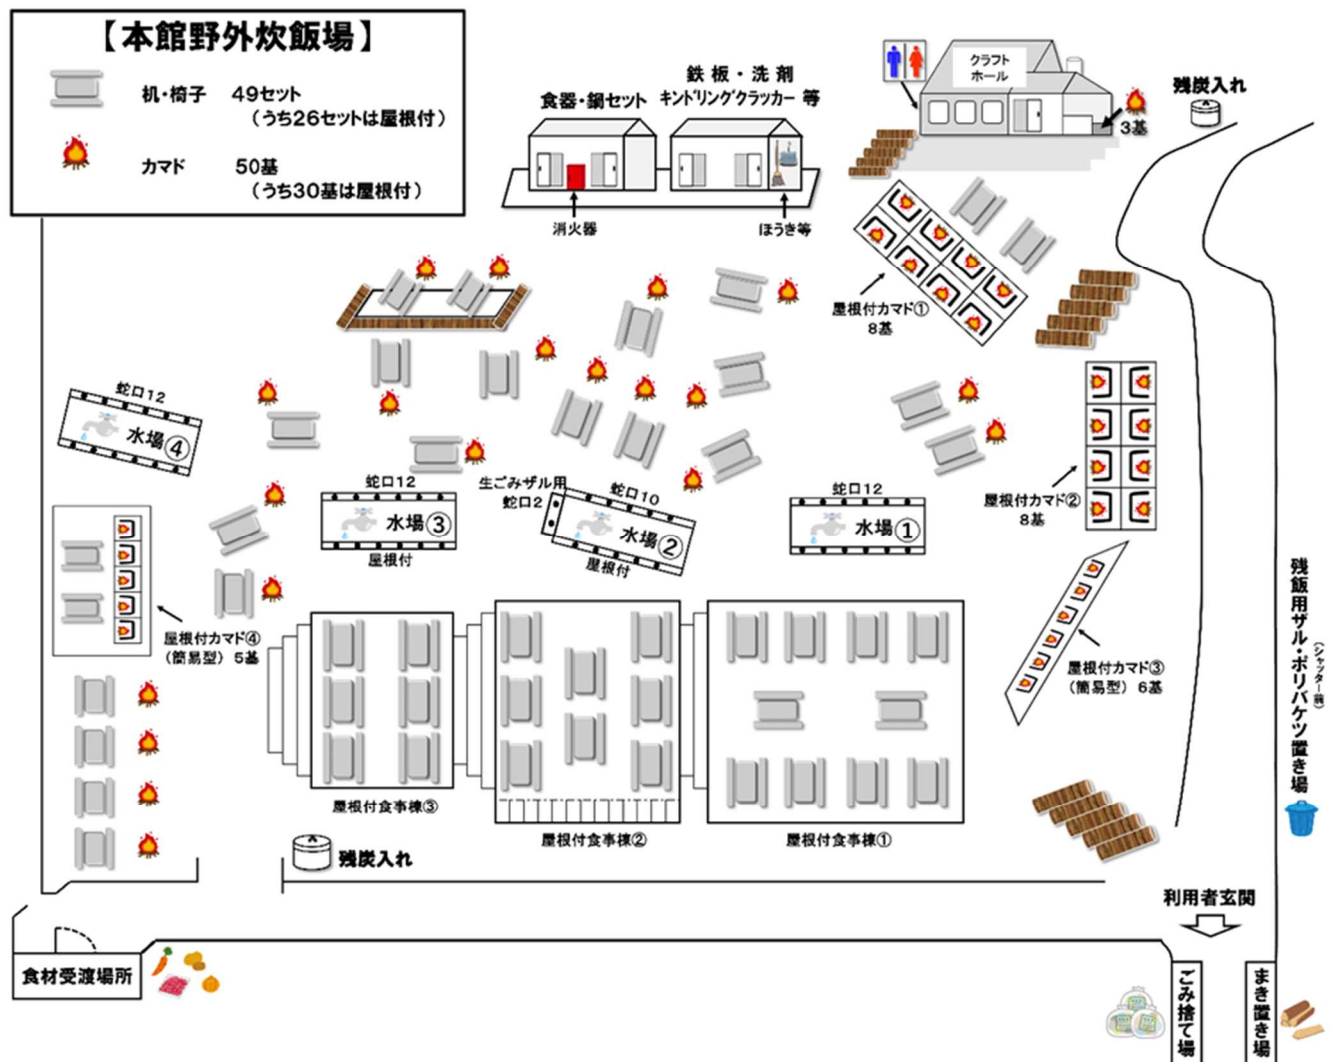 【本館野外炊飯場】
机・椅子 49セット
（うち26セットは屋根付）
カマド 50基
（うち30基は屋根付）
食器・鍋セット
鉄板・洗剤
キンドリングクラッカー 等
消火器
ほうき等
クラフト
ホール
3基
残炭入れ
屋根付カマド①
8基
蛇口12
水場④
蛇口12
水場③
屋根付
生ごみザル用
蛇口2
蛇口10
水場②
屋根付
蛇口12
水場①
屋根付カマド②
8基
屋根付カマド④
（簡易型）5基
屋根付カマド③
（簡易型）6基
残飯用ザル・ポリバケツ置き場
（シャッター前）
屋根付食事棟③
屋根付食事棟②
屋根付食事棟①
残炭入れ
利用者玄関
食材受渡場所
ごみ捨て場
まき置き場